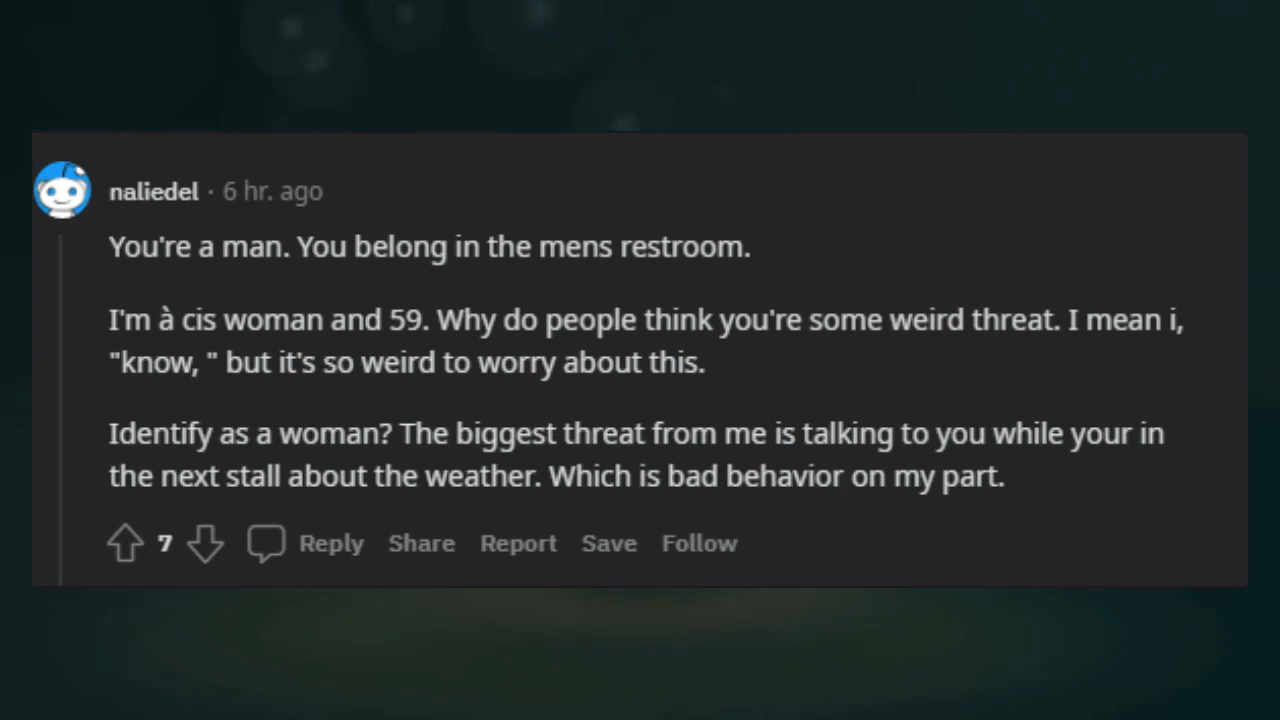 naliedel · 6 hr. ago
You're a man. You belong in the mens restroom.
I'm à cis woman and 59. Why do people think you're some weird threat. I mean i,
"know, " but it's so weird to worry about this.
Identify as a woman? The biggest threat from me is talking to you while your in
the next stall about the weather. Which is bad behavior on my part.
7 Reply Share Report Save Follow